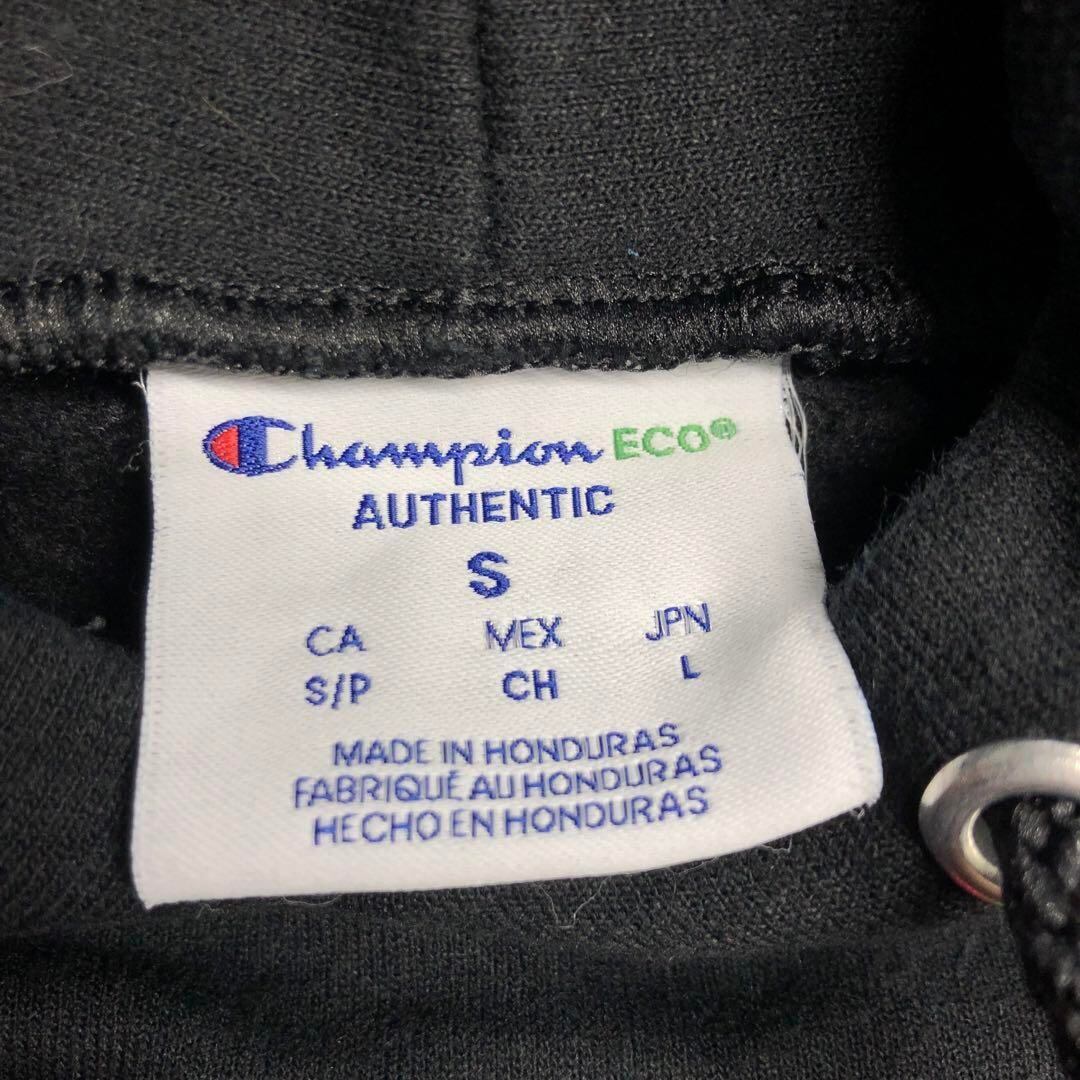 Champion ECO®
AUTHENTIC
S
CA MEX JPN
S/P CH L
MADE IN HONDURAS
FABRIQUÉ AU HONDURAS
HECHO EN HONDURAS